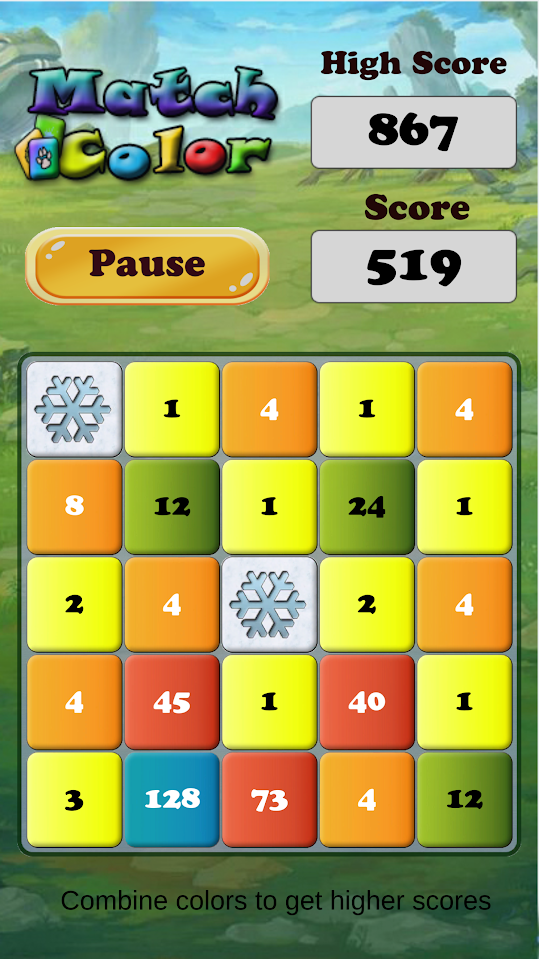 Match
Color
High Score
867
Score
519
Pause
1 4 1 4
8 12 1 24 1
2 4 2 4
4 45 1 40 1
3 128 73 4 12
Combine colors to get higher scores